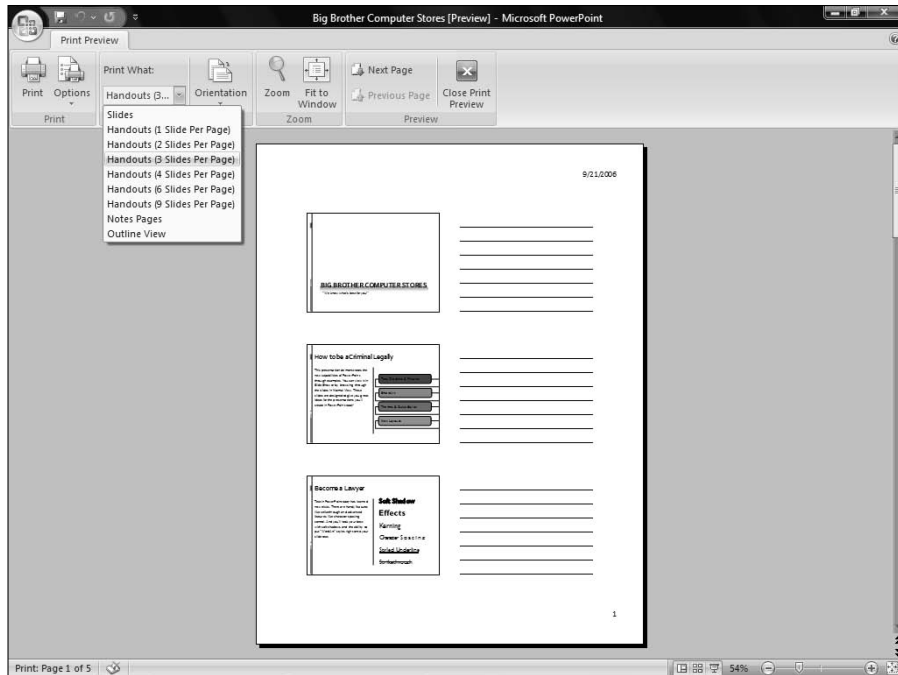 Big Brother Computer Stores [Preview] - Microsoft PowerPoint
Print Preview
Print
Options
Print What:
Handouts (3...
Orientation
Zoom
Fit to
Window
Next Page
Previous Page
Close Print
Preview
Print
Zoom
Preview
Slides
Handouts (1 Slide Per Page)
Handouts (2 Slides Per Page)
Handouts (3 Slides Per Page)
Handouts (4 Slides Per Page)
Handouts (6 Slides Per Page)
Handouts (9 Slides Per Page)
Notes Pages
Outline View
9/21/2006
BIG BROTHER COMPUTER STORES
How to be a Criminal Legally
Become a Lawyer
Soft Shadow
Effects
Kerning
Character Spacing
Strikethrough
1
Print: Page 1 of 5
54%